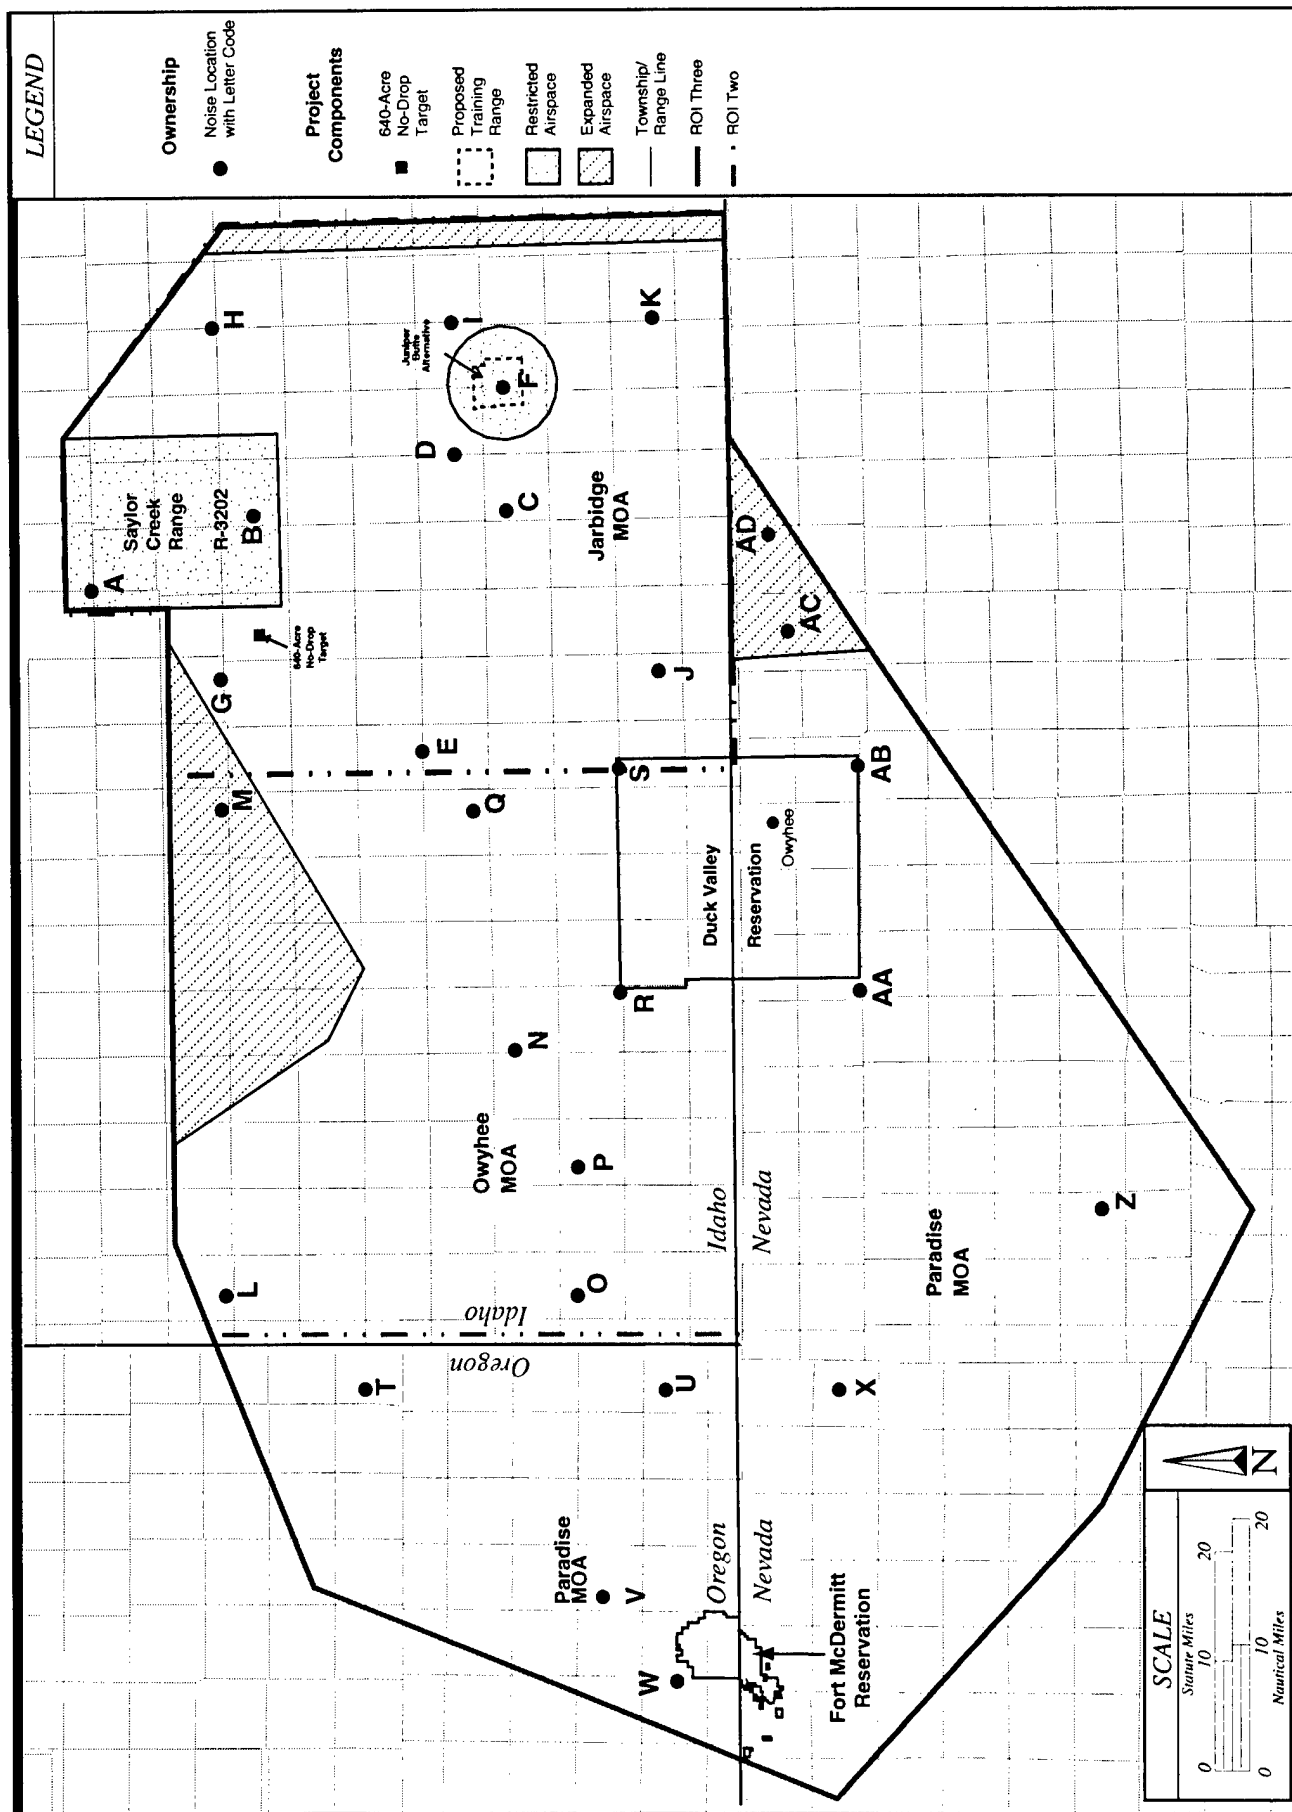 LEGEND
Ownership
Noise Location
with Letter Code
Project
Components
640-Acre
No-Drop
Target
Proposed
Training
Range
Restricted
Airspace
Expanded
Airspace
Township/
Range Line
ROI Three
ROI Two
A
Saylor
Creek
Range
R-3202
B
H
640-Acre
No-Drop
Target
G
M
L
T
D
I
Juniper
Butte
Alternative
F
C
E
Q
N
Owyhee
MOA
P
O
Jarbidge
MOA
K
J
S
R
Idaho
Oregon
U
Paradise
MOA
V
W
Duck Valley
Reservation
Owyhee
Idaho
Nevada
Oregon
Nevada
AD
AC
AB
AA
X
Fort McDermitt
Reservation
Paradise
MOA
Z
SCALE
Statute Miles
0 10 20
0 10 20
Nautical Miles
N